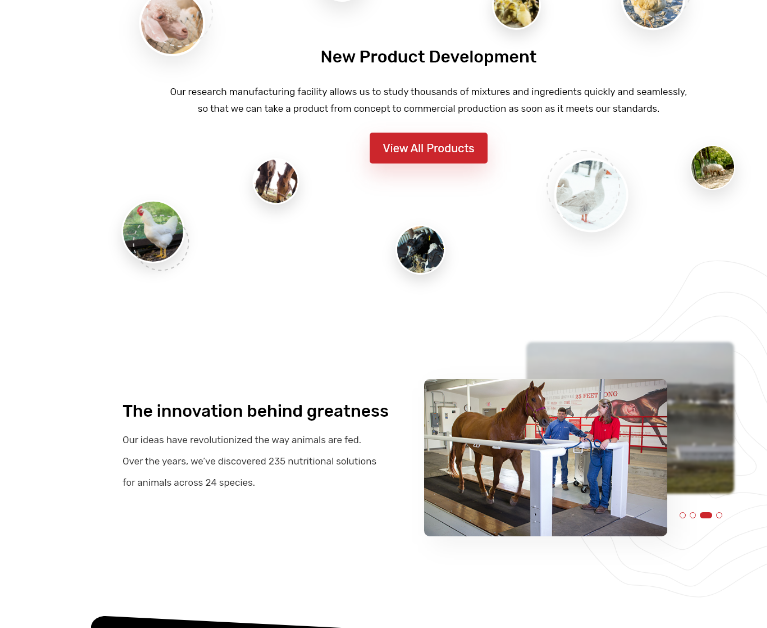 New Product Development
Our research manufacturing facility allows us to study thousands of mixtures and ingredients quickly and seamlessly,
so that we can take a product from concept to commercial production as soon as it meets our standards.
View All Products
The innovation behind greatness
Our ideas have revolutionized the way animals are fed.
Over the years, we've discovered 235 nutritional solutions
for animals across 24 species.